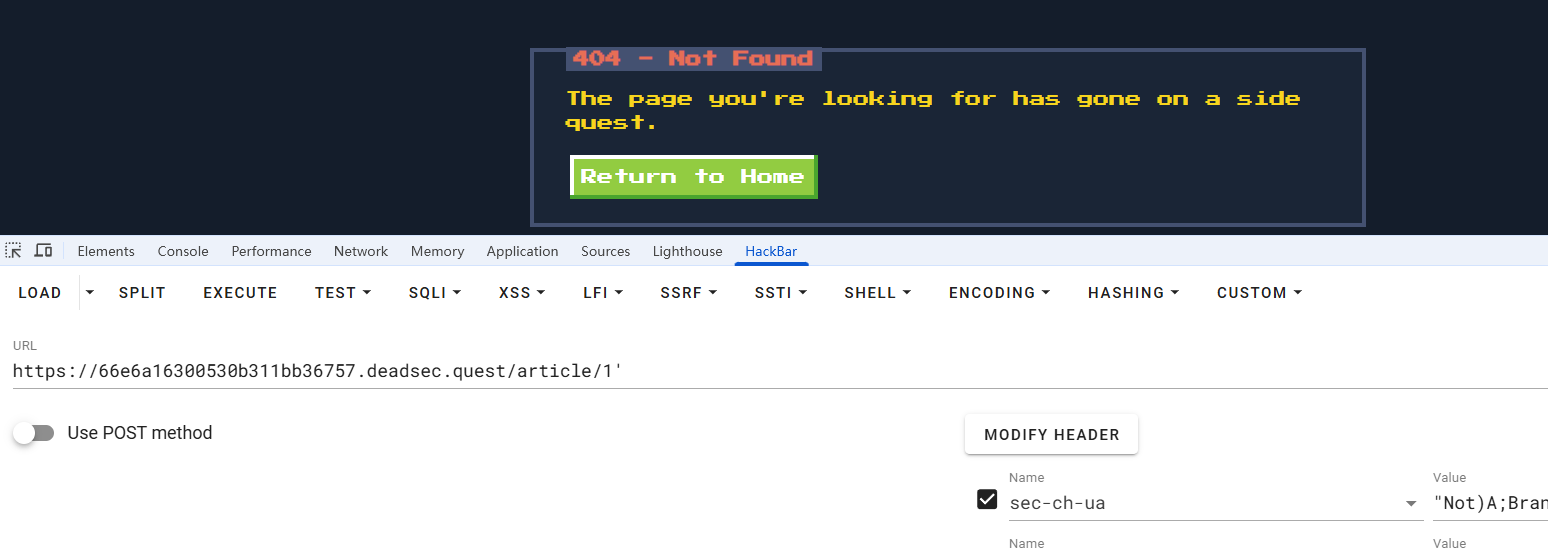 404 - Not Found
The page you're looking for has gone on a side
quest.
Return to Home
Elements Console Performance Network Memory Application Sources Lighthouse HackBar
LOAD SPLIT EXECUTE TEST SQLI XSS LFI SSRF SSTI SHELL ENCODING HASHING CUSTOM
URL
https://66e6a16300530b311bb36757.deadsec.quest/article/1'
Use POST method
MODIFY HEADER
Name Value
sec-ch-ua "Not)A;Bran
Name Value